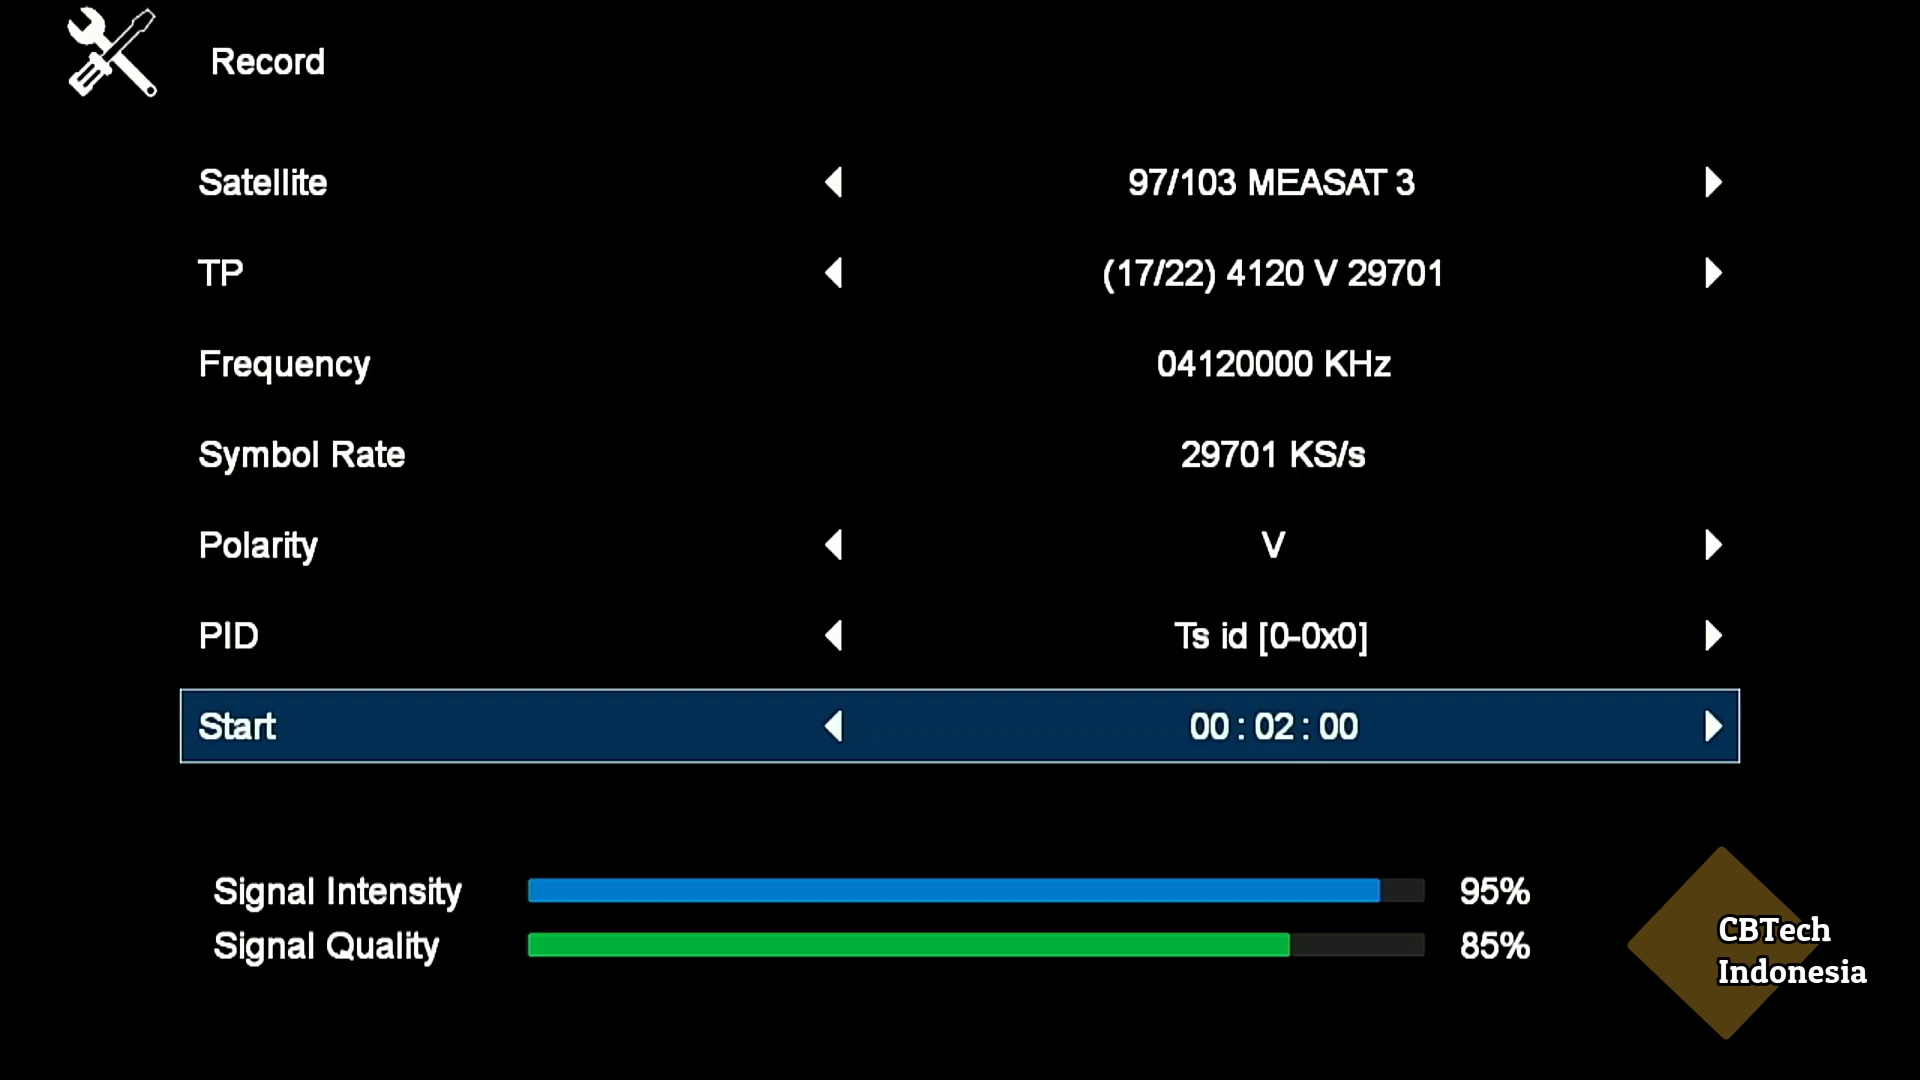 Record
Satellite 97/103 MEASAT 3
TP (17/22) 4120 V 29701
Frequency 04120000 KHz
Symbol Rate 29701 KS/s
Polarity V
PID Ts id [0-0x0]
Start 00 : 02 : 00
Signal Intensity 95%
Signal Quality 85%
CBTech
Indonesia